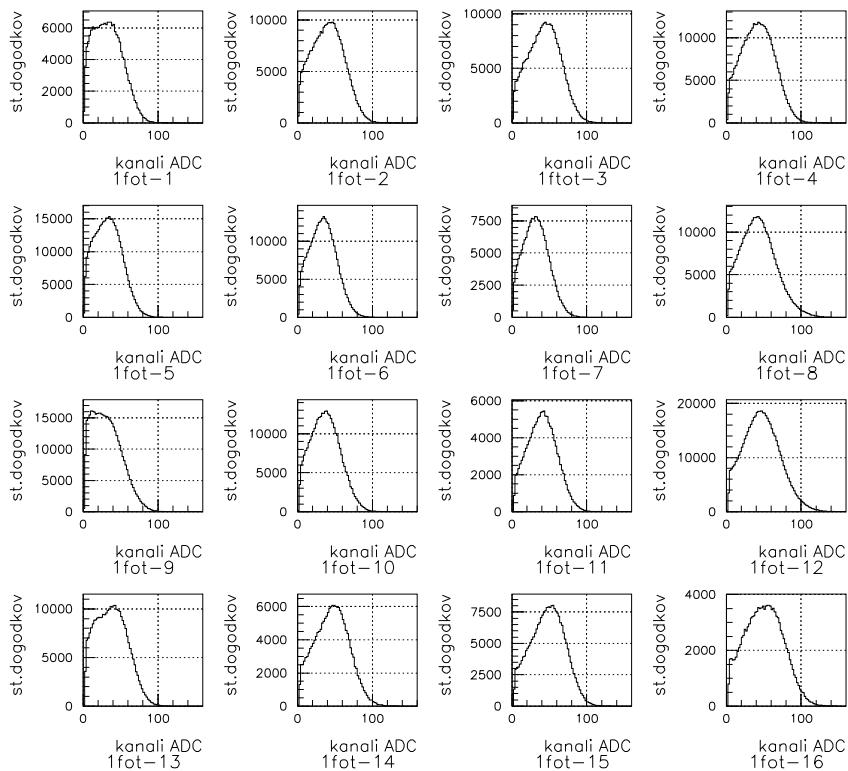 st.dogodkov 6000 4000 2000 0 0 100 kanali ADC
1fot-1
st.dogodkov 10000 5000 0 0 100 kanali ADC
1fot-2
st.dogodkov 10000 5000 0 0 100 kanali ADC
1ftot-3
st.dogodkov 10000 5000 0 0 100 kanali ADC
1fot-4
st.dogodkov 15000 10000 5000 0 0 100 kanali ADC
1fot-5
st.dogodkov 10000 5000 0 0 100 kanali ADC
1fot-6
st.dogodkov 7500 5000 2500 0 0 100 kanali ADC
1fot-7
st.dogodkov 10000 5000 0 0 100 kanali ADC
1fot-8
st.dogodkov 15000 10000 5000 0 0 100 kanali ADC
1fot-9
st.dogodkov 10000 5000 0 0 100 kanali ADC
1fot-10
st.dogodkov 6000 4000 2000 0 0 100 kanali ADC
1fot-11
st.dogodkov 20000 10000 0 0 100 kanali ADC
1fot-12
st.dogodkov 10000 5000 0 0 100 kanali ADC
1fot-13
st.dogodkov 6000 4000 2000 0 0 100 kanali ADC
1fot-14
st.dogodkov 7500 5000 2500 0 0 100 kanali ADC
1fot-15
st.dogodkov 4000 2000 0 0 100 kanali ADC
1fot-16